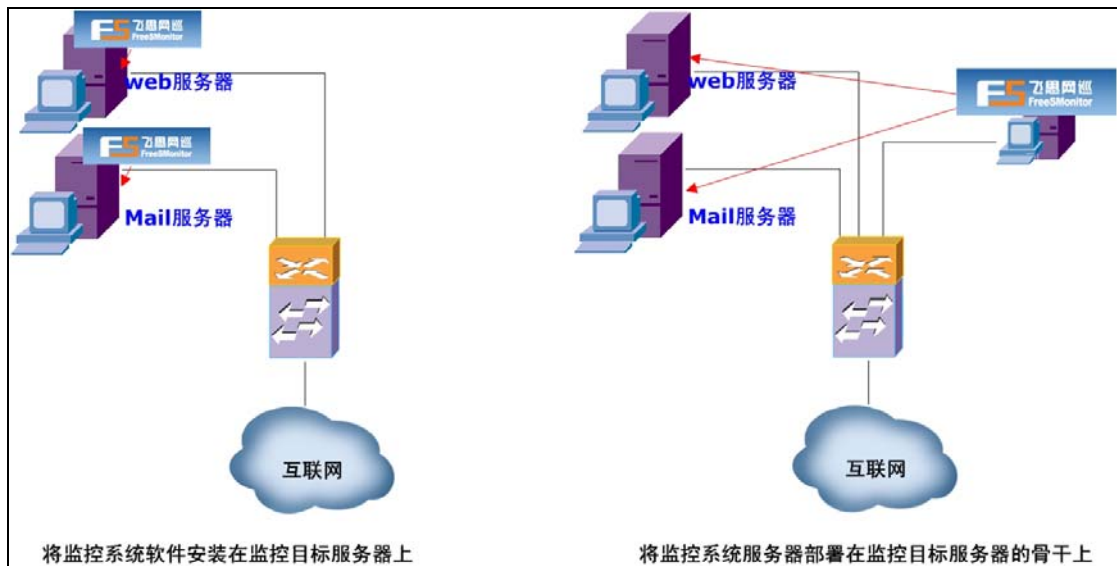 FS 飞思网巡
FreeSMonitor
web服务器
FS 飞思网巡
FreeSMonitor
Mail服务器
互联网
将监控系统软件安装在监控目标服务器上
web服务器
FS 飞思网巡
FreeSMonitor
Mail服务器
互联网
将监控系统服务器部署在监控目标服务器的骨干上